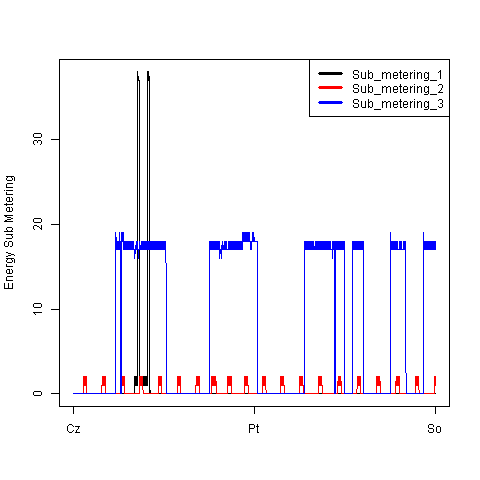 Sub_metering_1
Sub_metering_2
Sub_metering_3
Energy Sub Metering
30
20
10
0
Cz Pt So